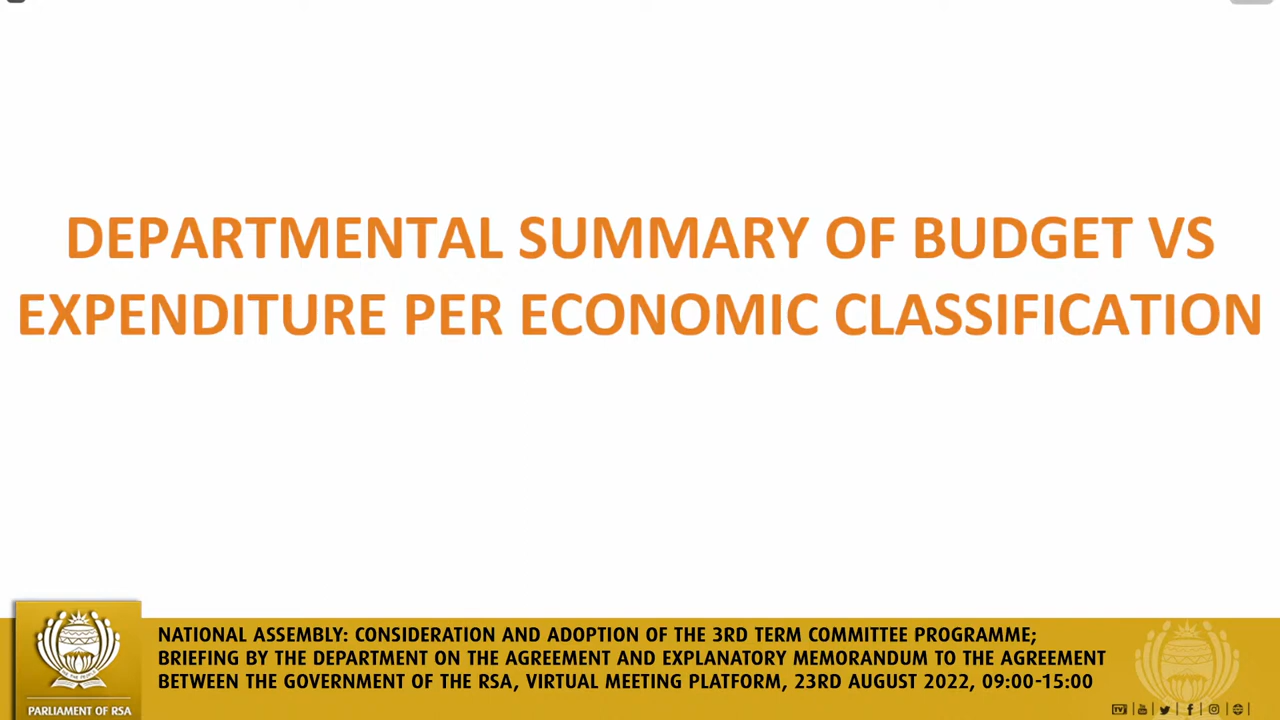 DEPARTMENTAL SUMMARY OF BUDGET VS
EXPENDITURE PER ECONOMIC CLASSIFICATION
NATIONAL ASSEMBLY: CONSIDERATION AND ADOPTION OF THE 3RD TERM COMMITTEE PROGRAMME;
BRIEFING BY THE DEPARTMENT ON THE AGREEMENT AND EXPLANATORY MEMORANDUM TO THE AGREEMENT
BETWEEN THE GOVERNMENT OF THE RSA, VIRTUAL MEETING PLATFORM, 23RD AUGUST 2022, 09:00-15:00
PARLIAMENT OF RSA